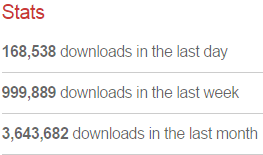 Stats
168,538 downloads in the last day
999,889 downloads in the last week
3,643,682 downloads in the last month